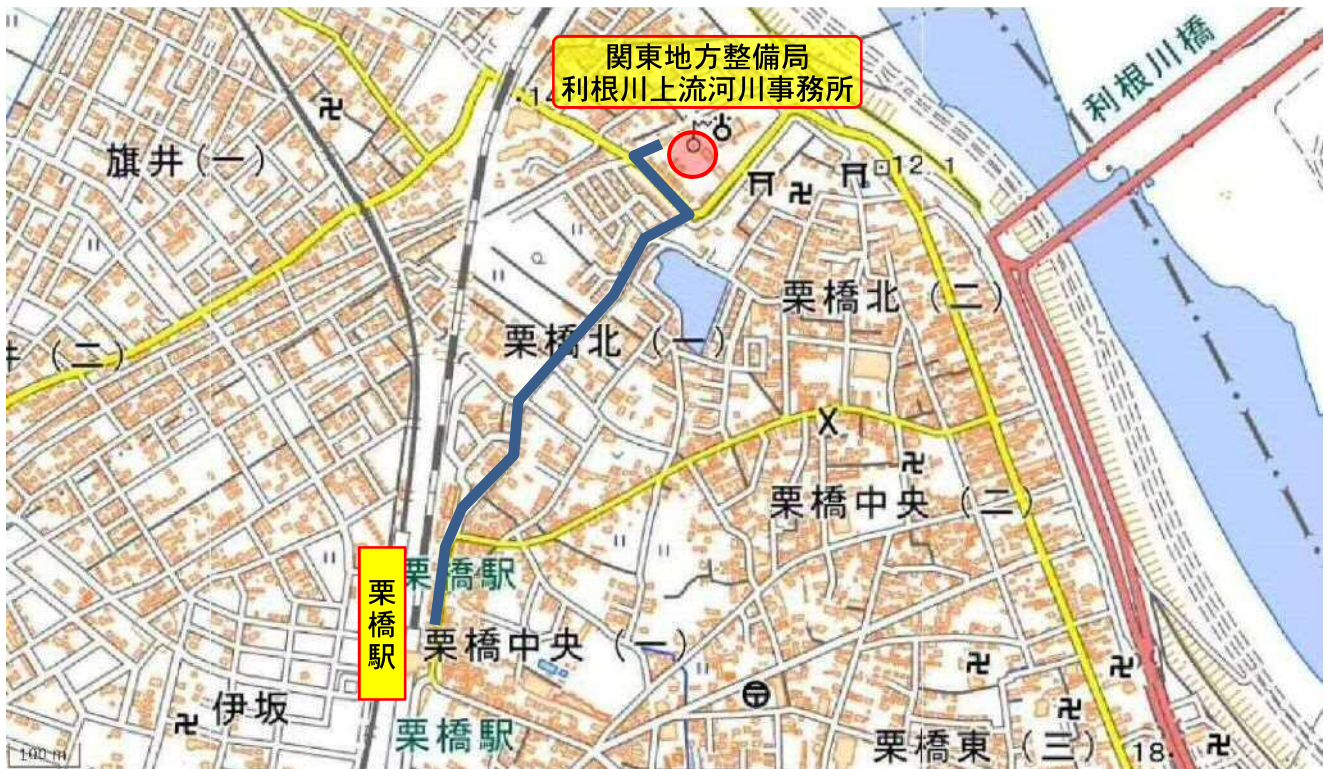 関東地方整備局
利根川上流河川事務所
利根川橋
旗井(一)
12.1
栗橋北(二)
栗橋北(一)
井(二)
栗橋中央(二)
栗橋駅
栗橋駅
栗橋中央(一)
伊坂
栗橋駅
栗橋東(三)
18
100 m